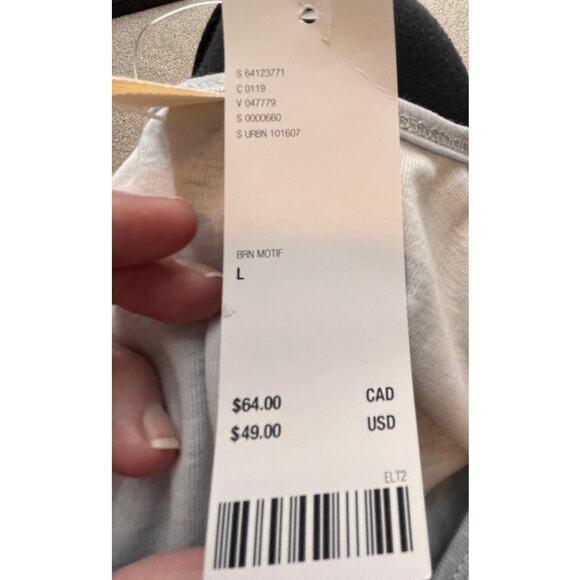 S 64123771
C 0119
V 047779
S 0000660
S URBN 101607
BRN MOTIF
L
$64.00 CAD
$49.00 USD
ELT2